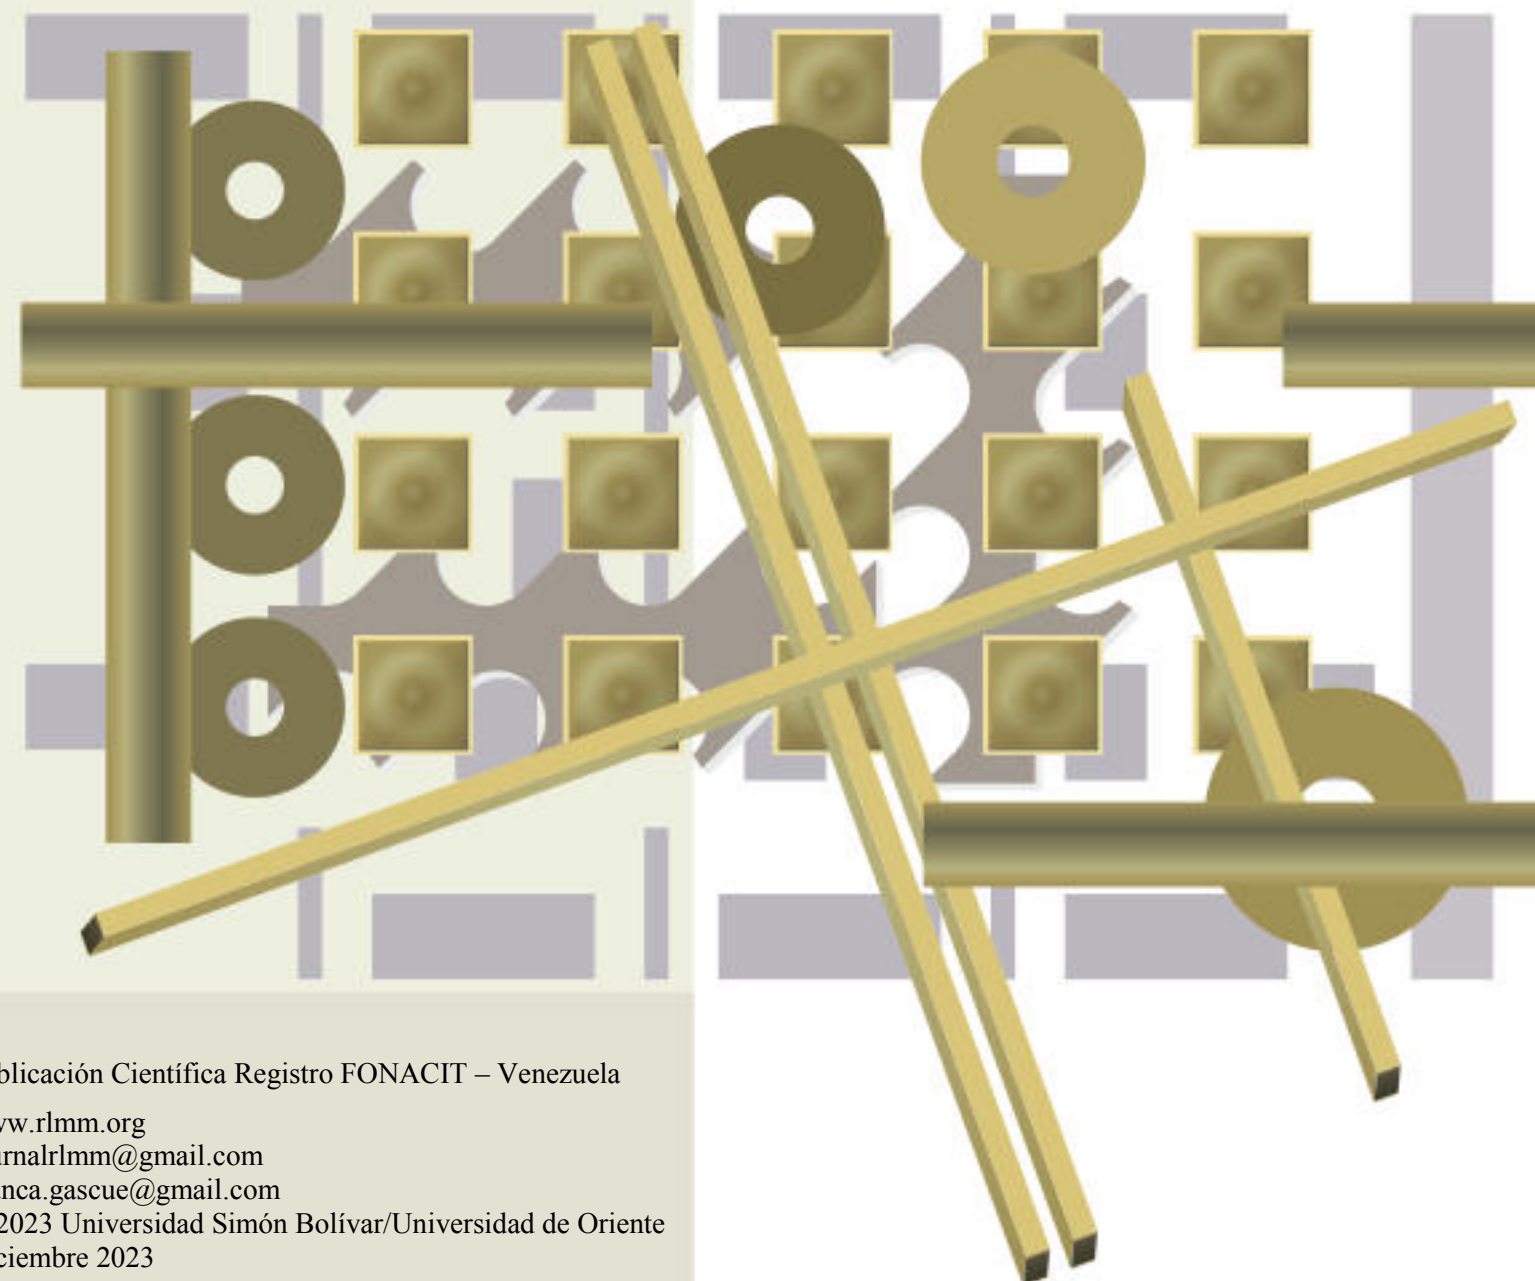 blicación Científica Registro FONACIT – Venezuela
w.rlmm.org
rnalrlmm@gmail.com
nca.gascue@gmail.com
2023 Universidad Simón Bolívar/Universidad de Oriente
ciembre 2023